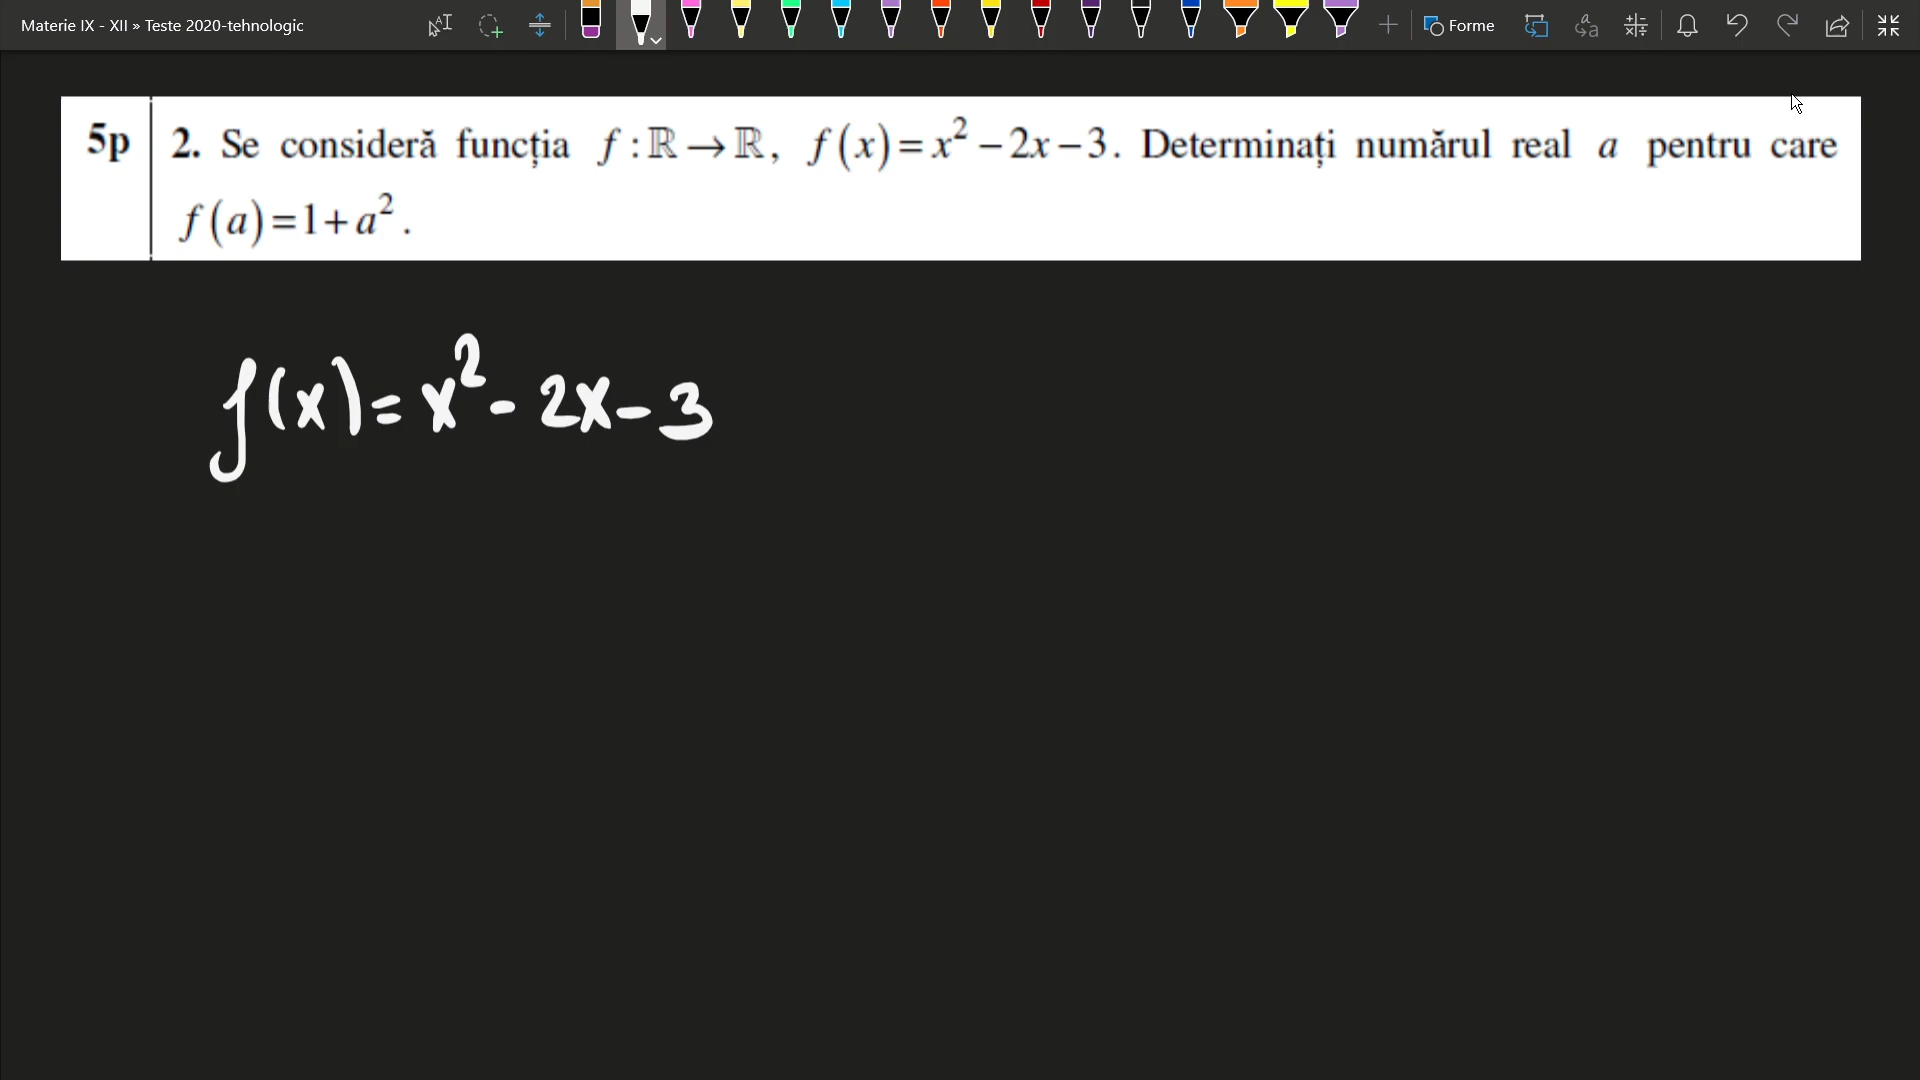 Materie IX - XII » Teste 2020-tehnologic
Forme
5p 2. Se consideră funcția f : ℝ → ℝ, f(x) = x² − 2x − 3. Determinați numărul real a pentru care
f(a) = 1 + a².
f(x) = x² - 2x - 3